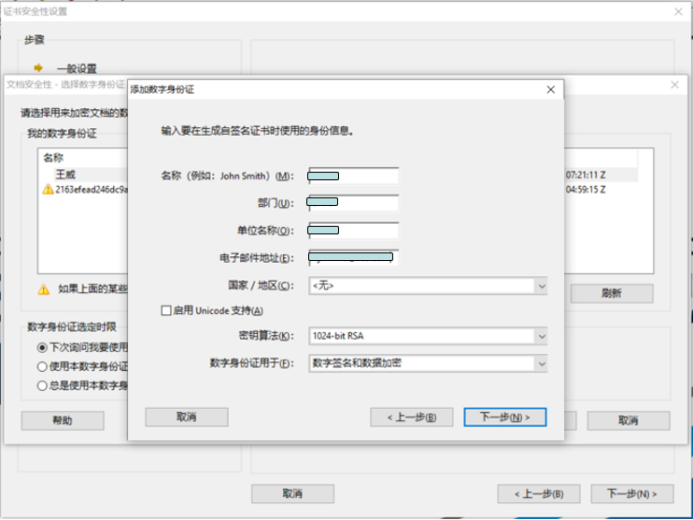 证书安全性设置
步骤
一般设置
文档安全性 - 选择数字身份证
请选择用来加密文档的数
我的数字身份证
名称
王威
07:21:11 Z
2163efead246dc9a
04:59:15 Z
如果上面的某些
刷新
数字身份证选定时限
下次询问我要使用
使用本数字身份证
总是使用本数字身
帮助
取消
添加数字身份证
输入要在生成自签名证书时使用的身份信息。
名称（例如：John Smith）(M)：
部门(U)：
单位名称(O)：
电子邮件地址(E)：
国家 / 地区(C)： <无>
启用 Unicode 支持(A)
密钥算法(K)： 1024-bit RSA
数字身份证用于(F)： 数字签名和数据加密
取消 < 上一步(B) 下一步(N) >
取消 < 上一步(B) 下一步(N) >